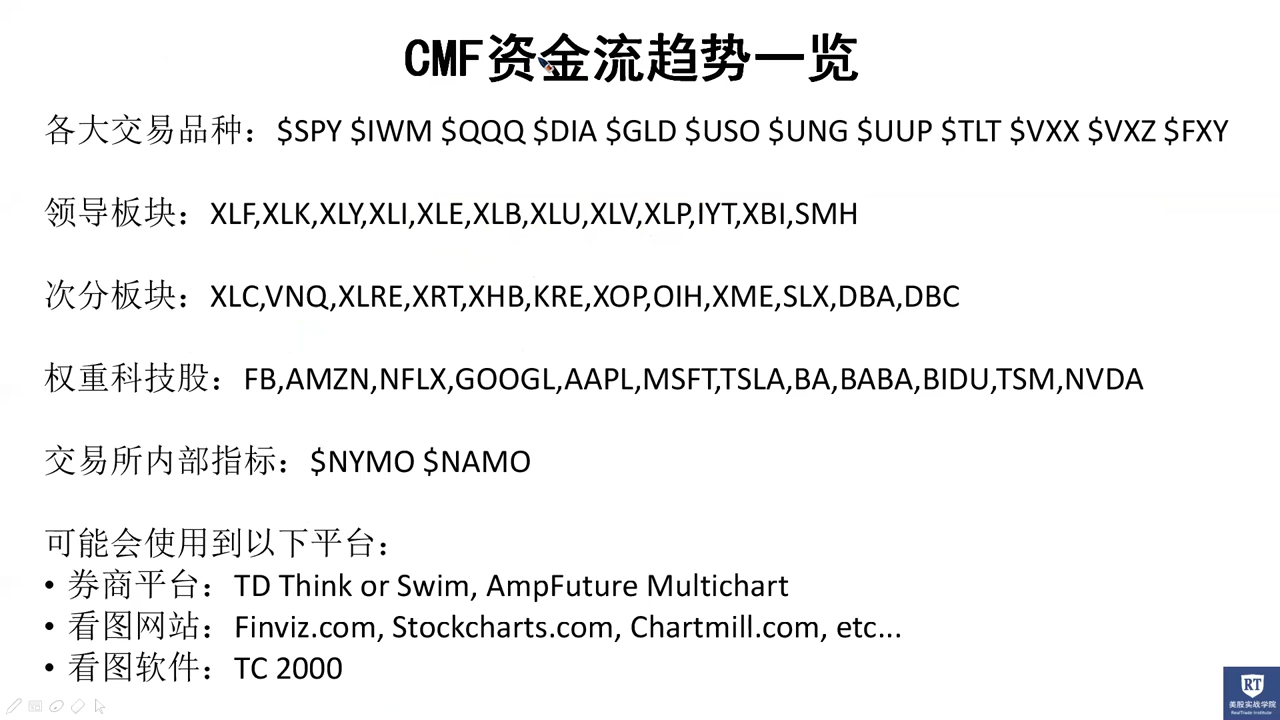 CMF资金流趋势一览
各大交易品种：$SPY $IWM $QQQ $DIA $GLD $USO $UNG $UUP $TLT $VXX $VXZ $FXY
领导板块：XLF,XLK,XLY,XLI,XLE,XLB,XLU,XLV,XLP,IYT,XBI,SMH
次分板块：XLC,VNQ,XLRE,XRT,XHB,KRE,XOP,OIH,XME,SLX,DBA,DBC
权重科技股：FB,AMZN,NFLX,GOOGL,AAPL,MSFT,TSLA,BA,BABA,BIDU,TSM,NVDA
交易所内部指标：$NYMO $NAMO
可能会使用到以下平台：
• 券商平台：TD Think or Swim, AmpFuture Multichart
• 看图网站：Finviz.com, Stockcharts.com, Chartmill.com, etc...
• 看图软件：TC 2000
RT
美股实战学院
RealTrade Institute